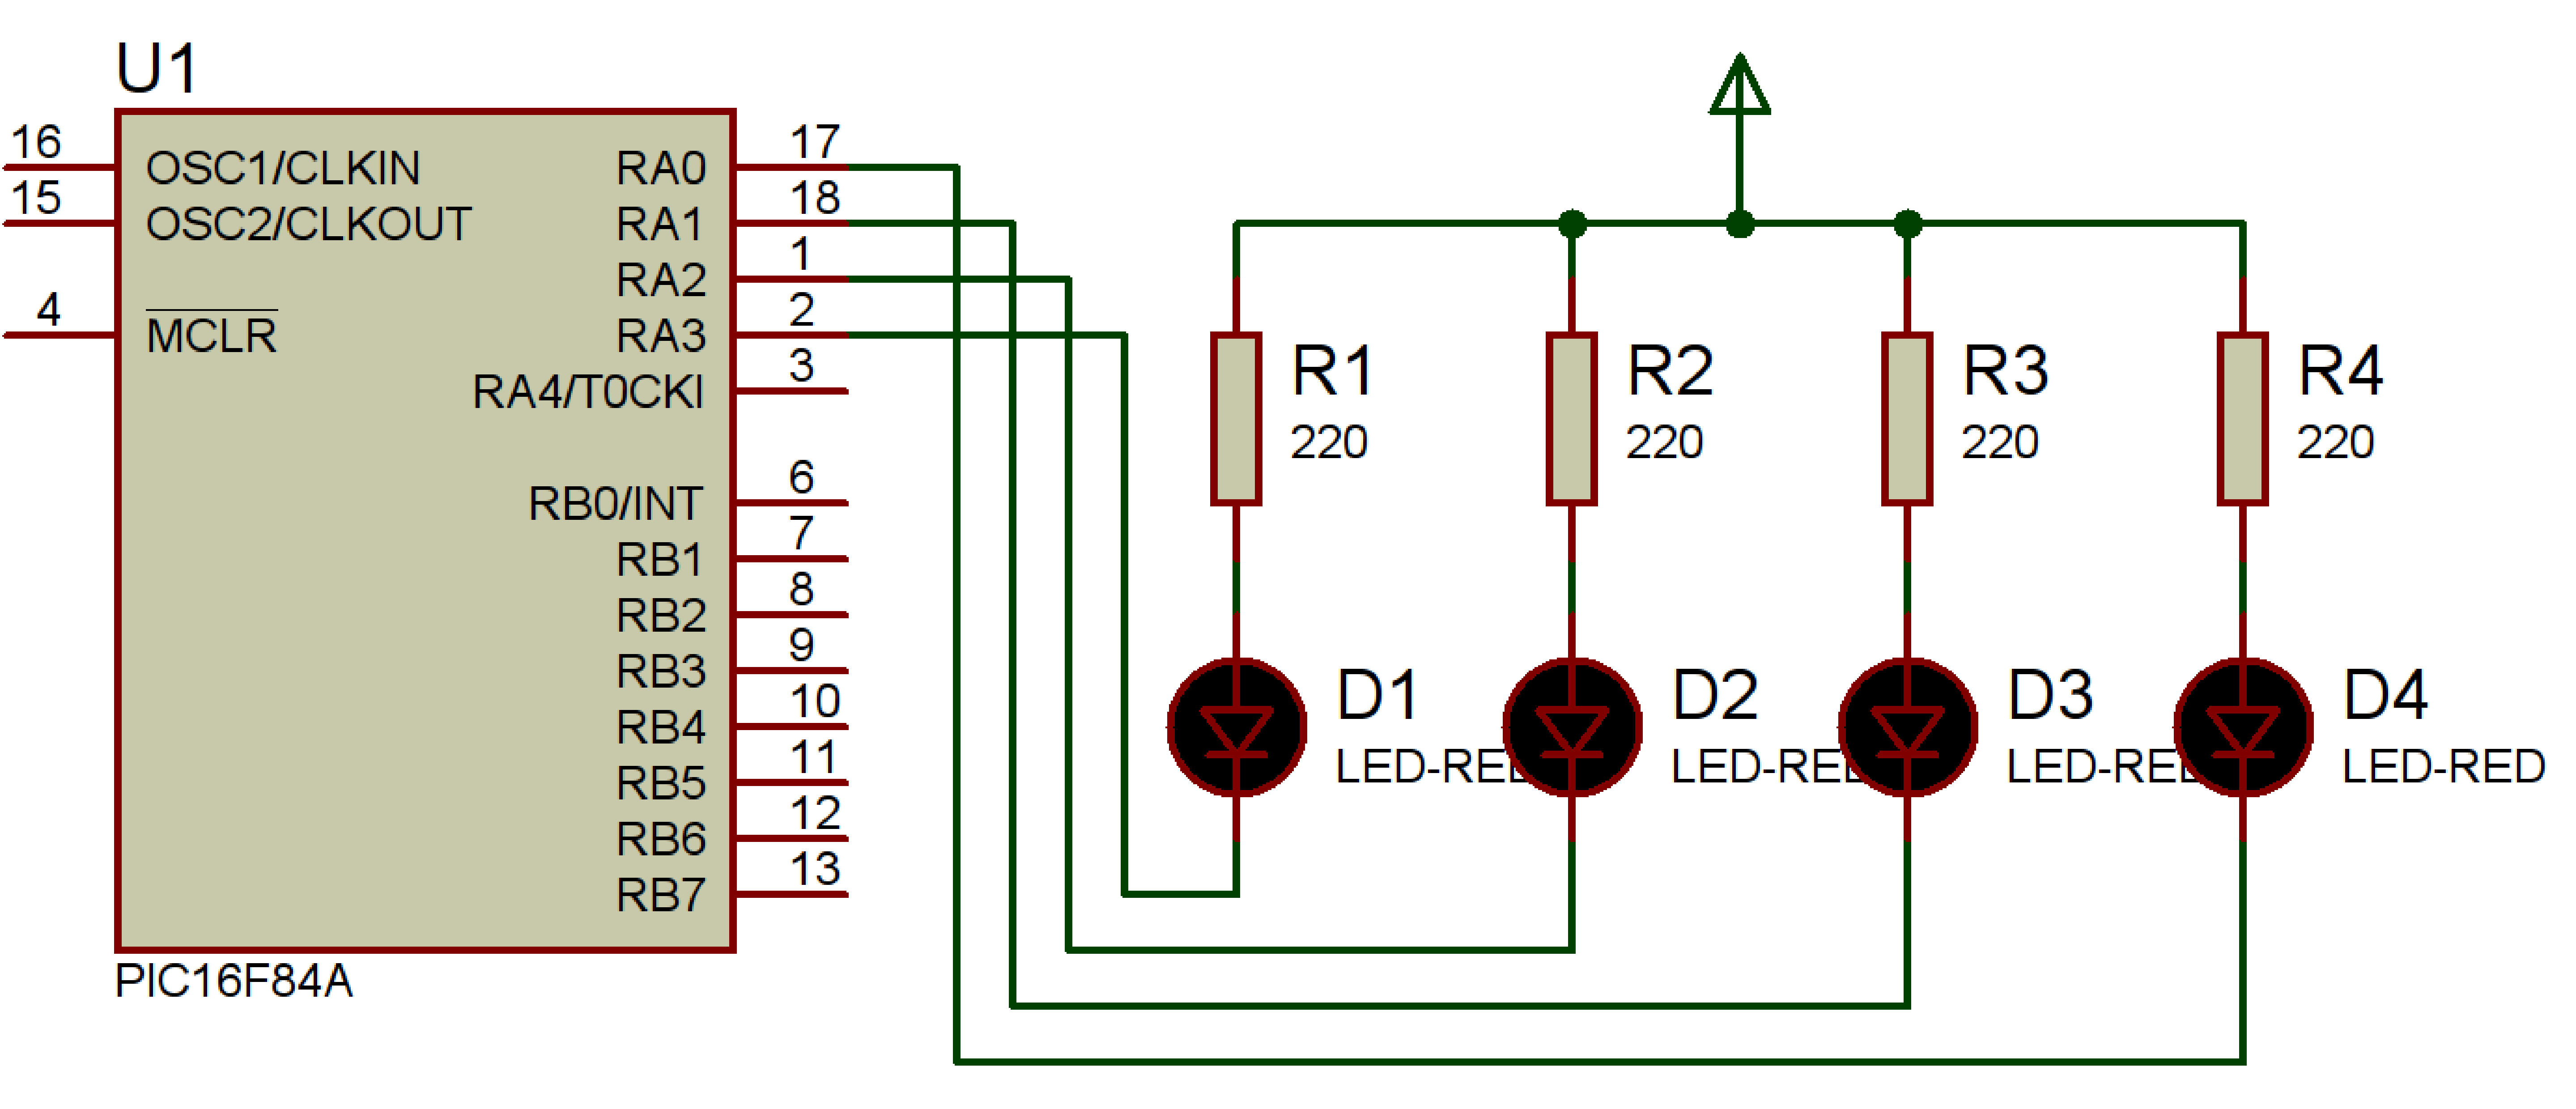 U1
16
OSC1/CLKIN
15
OSC2/CLKOUT
4
MCLR
RA0
17
RA1
18
RA2
1
RA3
2
RA4/T0CKI
3
RB0/INT
6
RB1
7
RB2
8
RB3
9
RB4
10
RB5
11
RB6
12
RB7
13
PIC16F84A
R1
220
R2
220
R3
220
R4
220
D1
LED-RED
D2
LED-RED
D3
LED-RED
D4
LED-RED